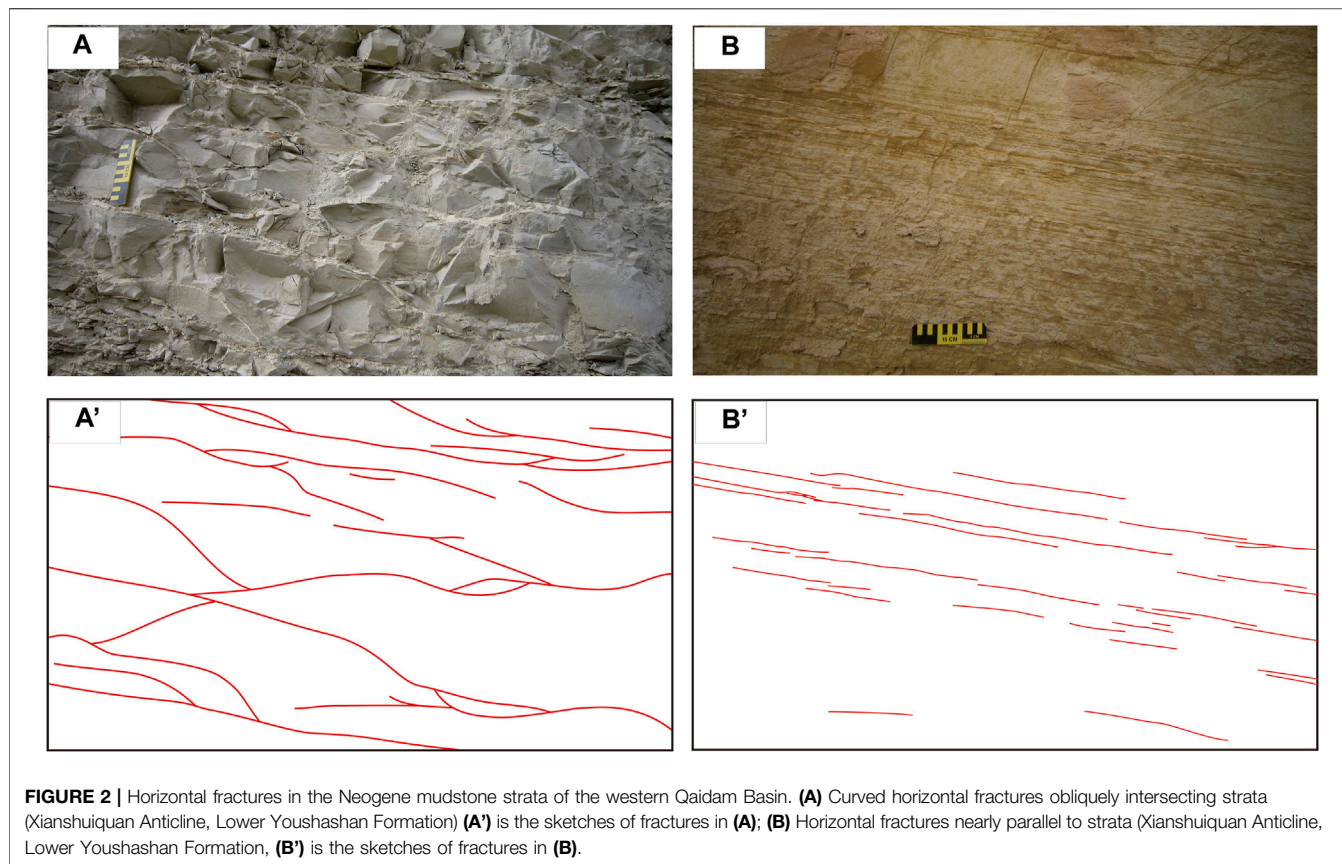 A
B
10 CM
A’
B’
FIGURE 2 | Horizontal fractures in the Neogene mudstone strata of the western Qaidam Basin. (A) Curved horizontal fractures obliquely intersecting strata
(Xianshuiquan Anticline, Lower Youshashan Formation) (A’) is the sketches of fractures in (A); (B) Horizontal fractures nearly parallel to strata (Xianshuiquan Anticline,
Lower Youshashan Formation, (B’) is the sketches of fractures in (B).